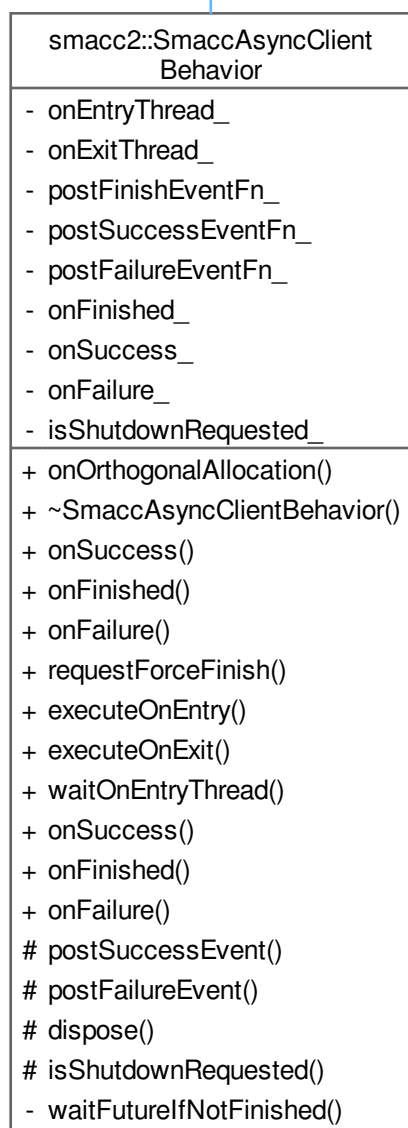 smacc2::SmaccAsyncClient
Behavior
- onEntryThread_
- onExitThread_
- postFinishEventFn_
- postSuccessEventFn_
- postFailureEventFn_
- onFinished_
- onSuccess_
- onFailure_
- isShutdownRequested_
+ onOrthogonalAllocation()
+ ~SmaccAsyncClientBehavior()
+ onSuccess()
+ onFinished()
+ onFailure()
+ requestForceFinish()
+ executeOnEntry()
+ executeOnExit()
+ waitOnEntryThread()
+ onSuccess()
+ onFinished()
+ onFailure()
# postSuccessEvent()
# postFailureEvent()
# dispose()
# isShutdownRequested()
- waitFutureIfNotFinished()